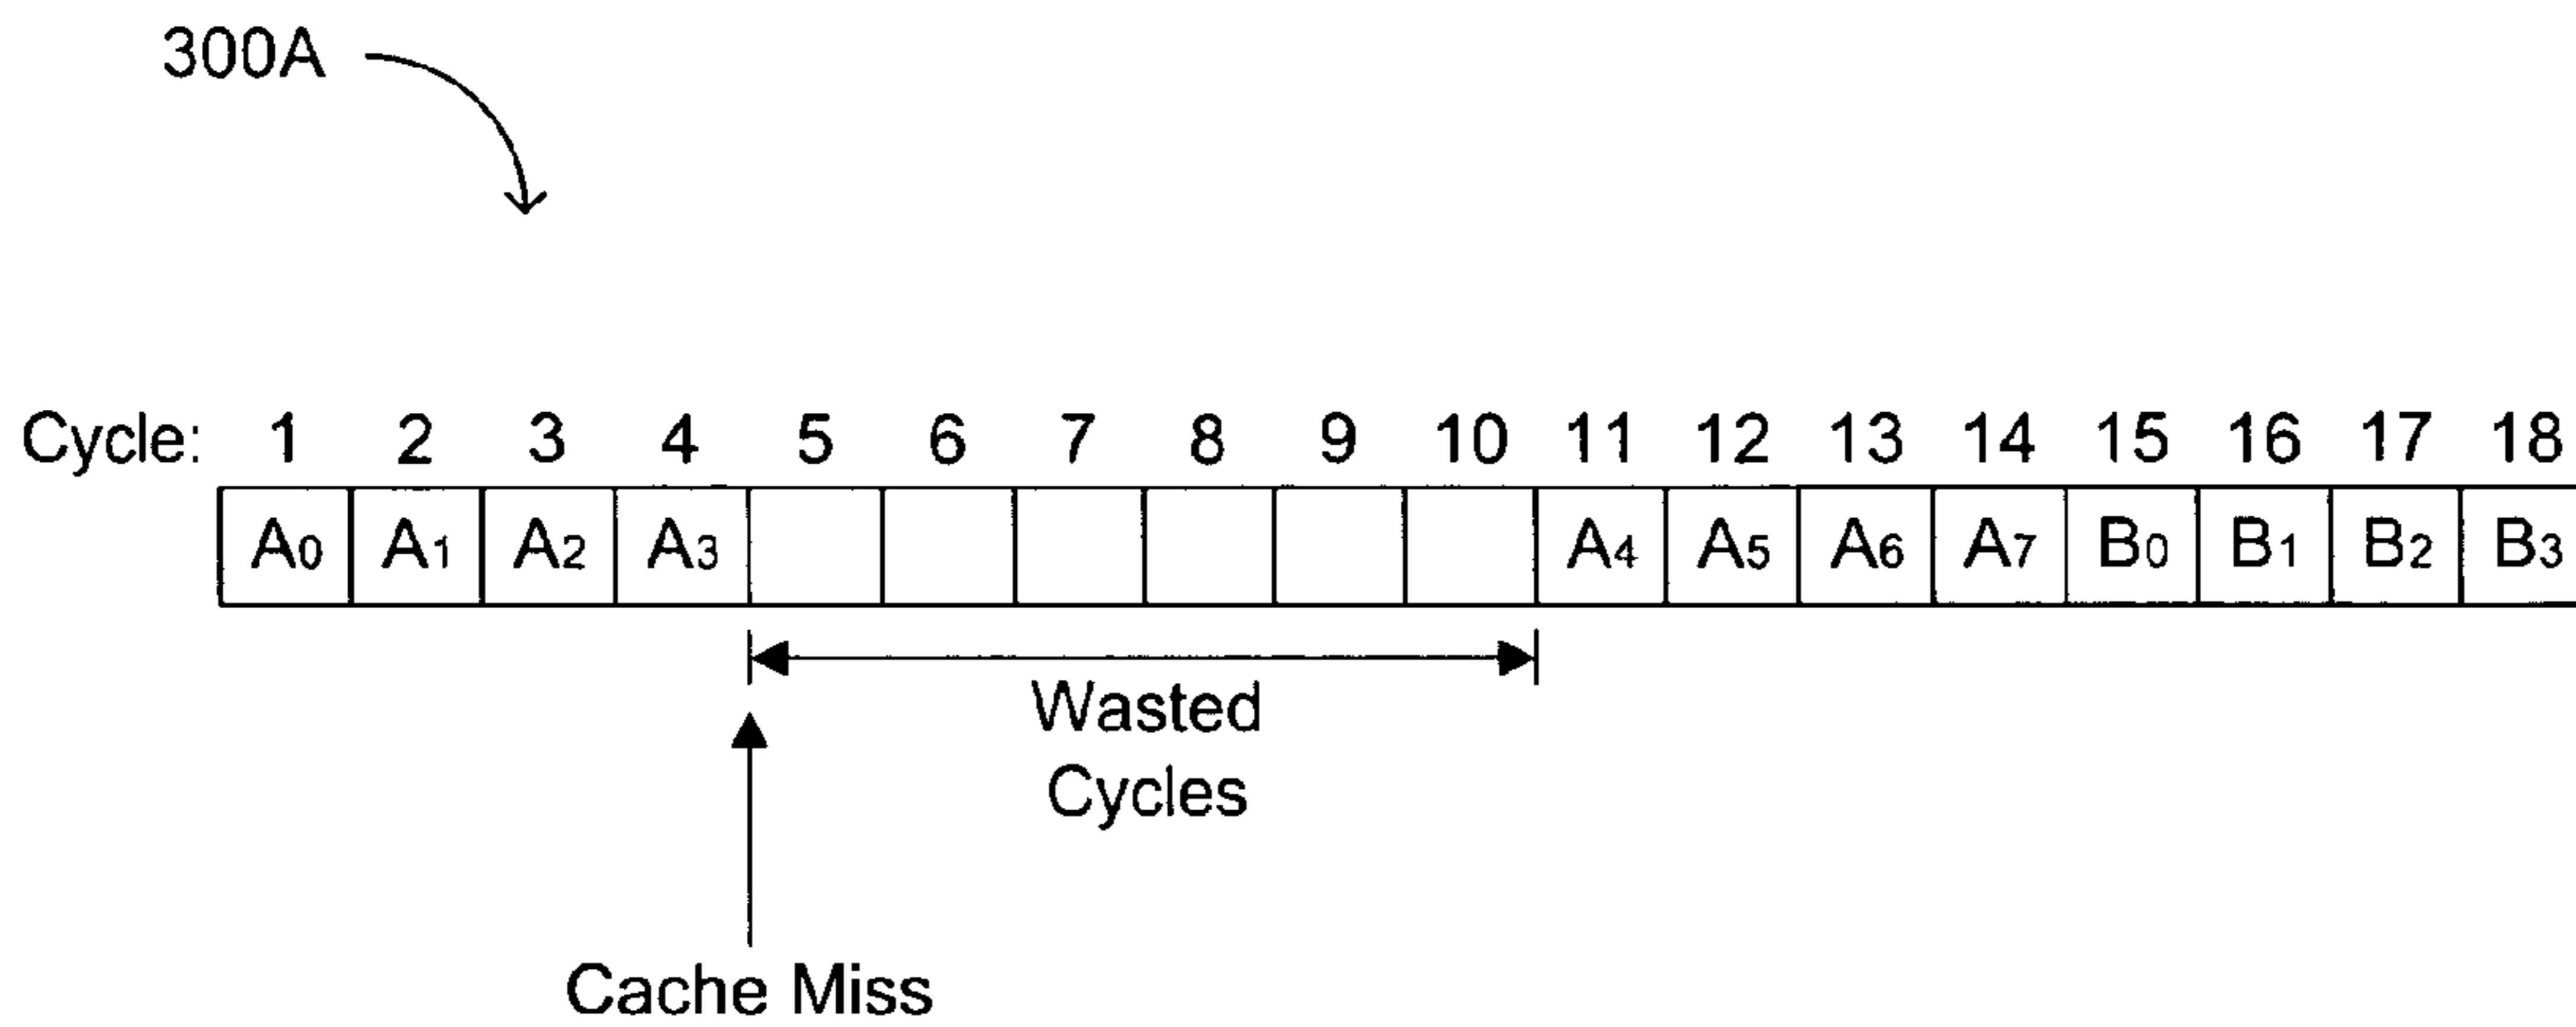 300A
Cycle: 1 2 3 4 5 6 7 8 9 10 11 12 13 14 15 16 17 18
A0 A1 A2 A3 A4 A5 A6 A7 B0 B1 B2 B3
Wasted
Cycles
Cache Miss